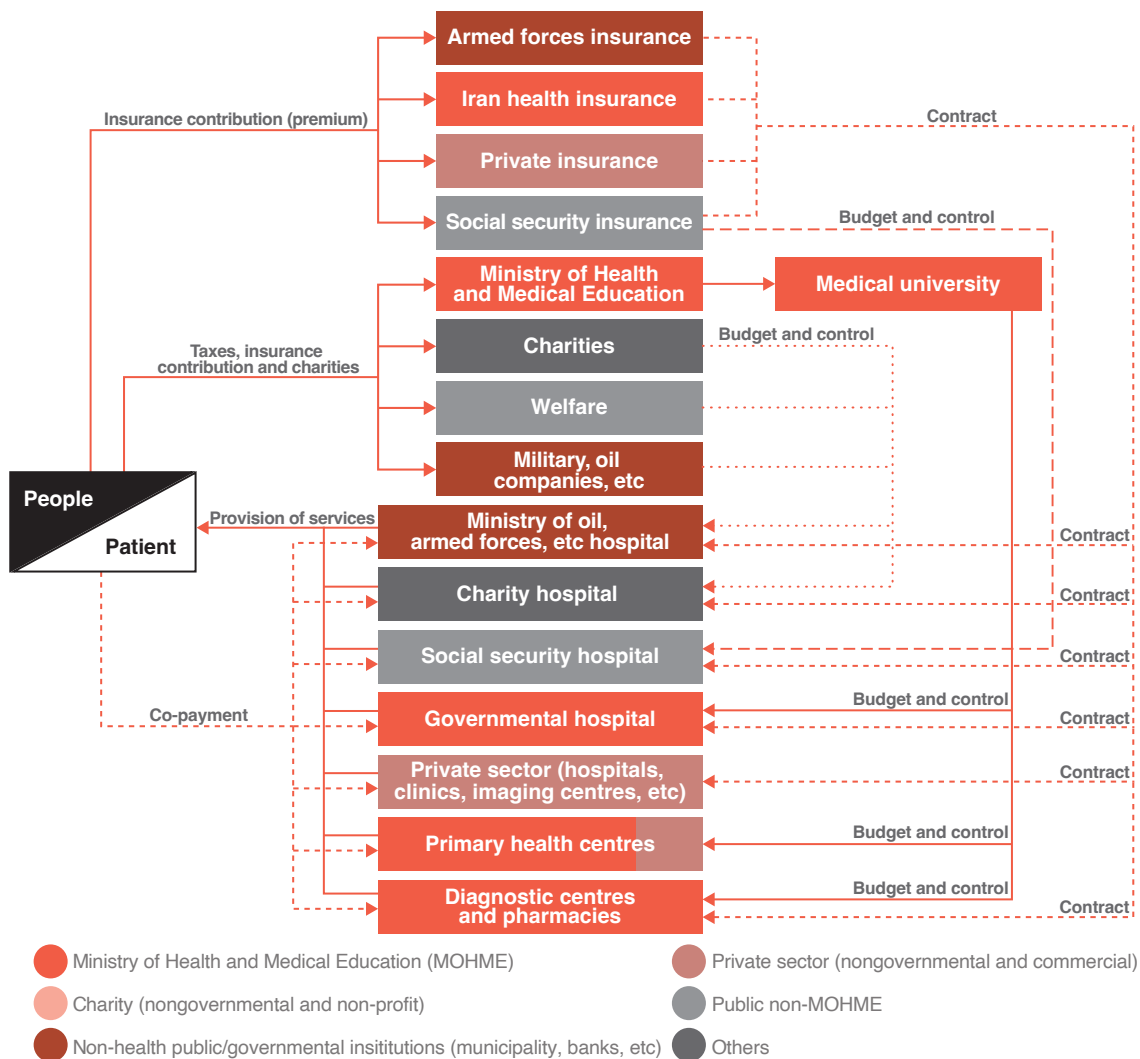 Armed forces insurance
Iran health insurance
Insurance contribution (premium)
Contract
Private insurance
Social security insurance
Budget and control
Ministry of Health
and Medical Education
Medical university
Charities
Budget and control
Taxes, insurance
contribution and charities
Welfare
Military, oil
companies, etc
People
Patient
Provision of services
Ministry of oil,
armed forces, etc hospital
Contract
Charity hospital
Contract
Social security hospital
Contract
Co-payment
Governmental hospital
Budget and control
Contract
Private sector (hospitals,
clinics, imaging centres, etc)
Contract
Primary health centres
Budget and control
Diagnostic centres
and pharmacies
Budget and control
Contract
Ministry of Health and Medical Education (MOHME)
Private sector (nongovernmental and commercial)
Charity (nongovernmental and non-profit)
Public non-MOHME
Non-health public/governmental insititutions (municipality, banks, etc)
Others